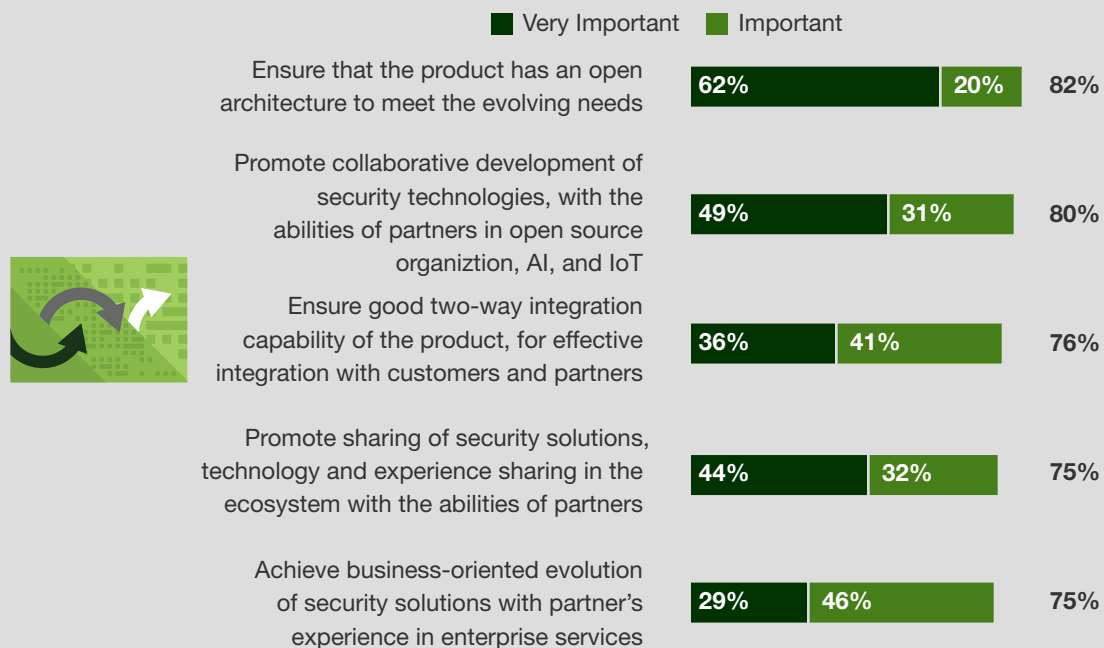 Very Important Important
Ensure that the product has an open
architecture to meet the evolving needs
62% 20% 82%
Promote collaborative development of
security technologies, with the
abilities of partners in open source
organiztion, AI, and IoT
49% 31% 80%
Ensure good two-way integration
capability of the product, for effective
integration with customers and partners
36% 41% 76%
Promote sharing of security solutions,
technology and experience sharing in the
ecosystem with the abilities of partners
44% 32% 75%
Achieve business-oriented evolution
of security solutions with partner’s
experience in enterprise services
29% 46% 75%